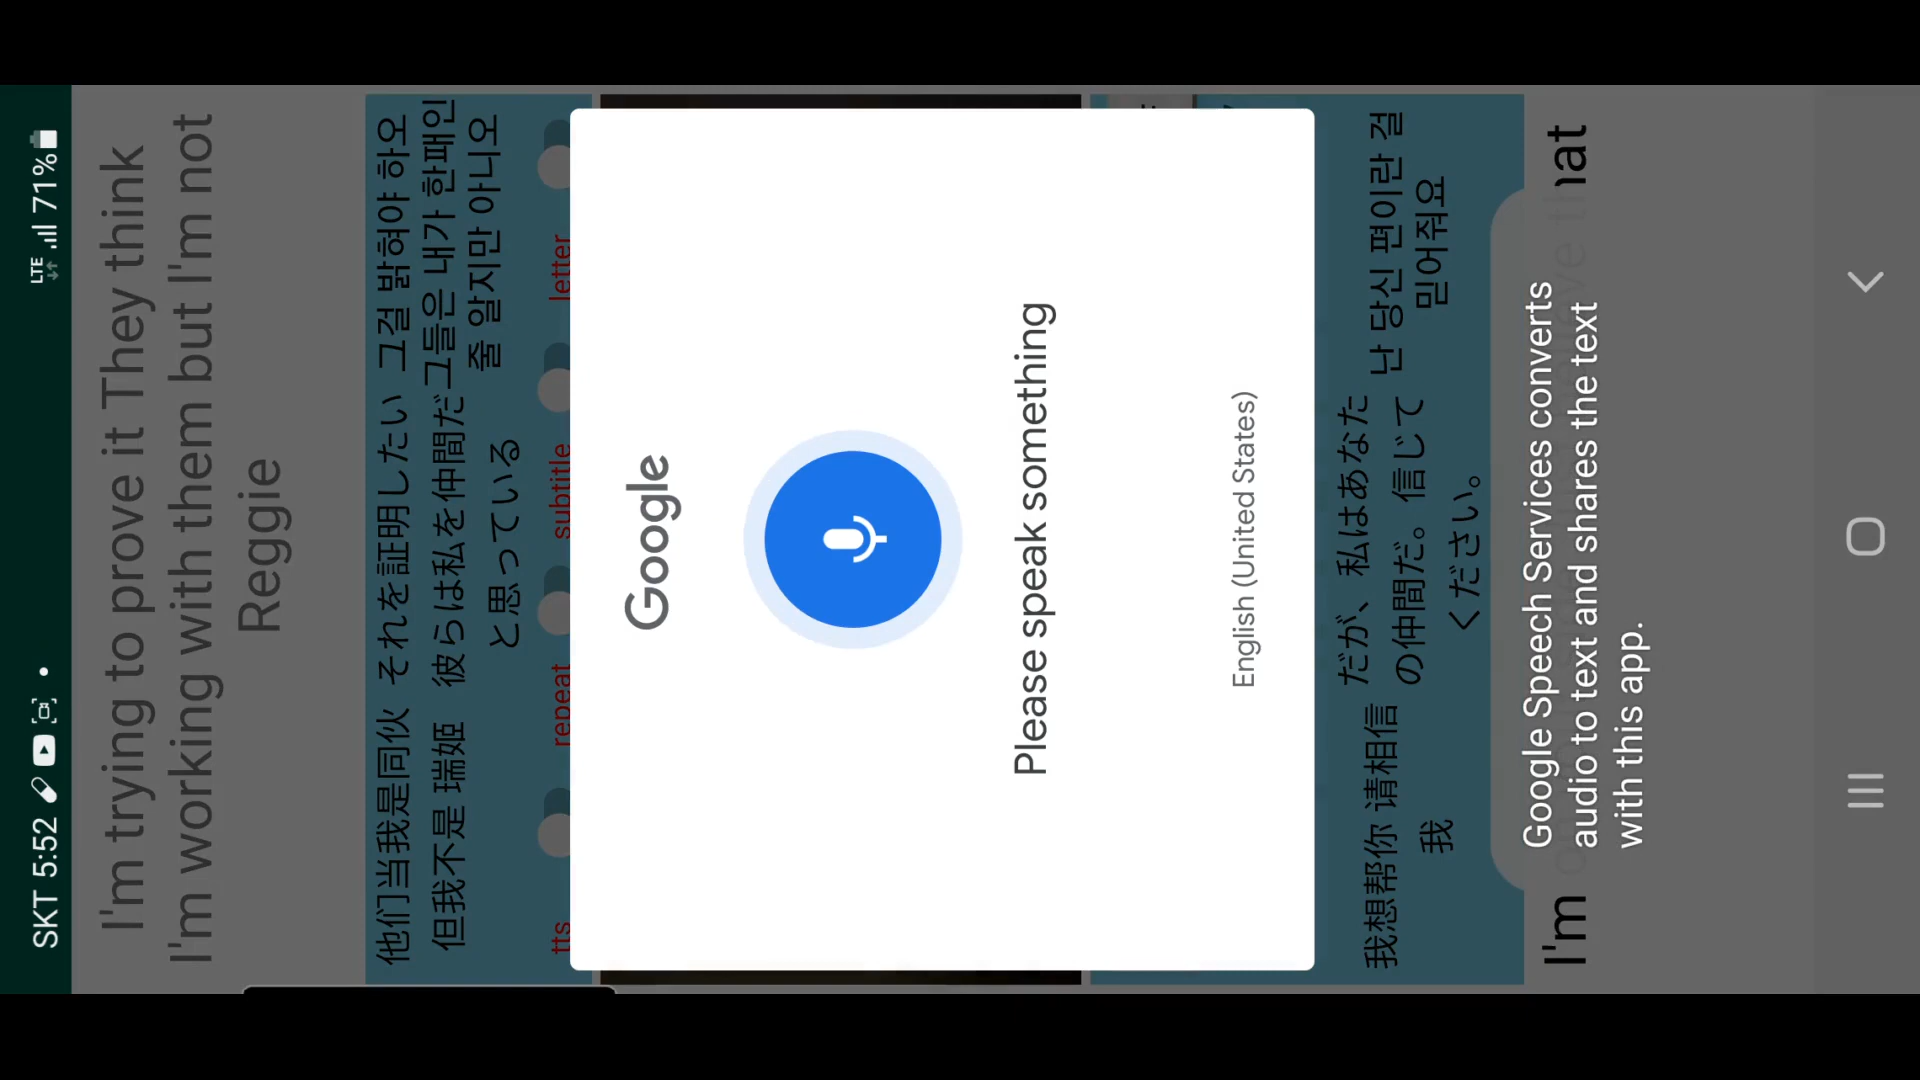 SKT 5:52 LTE 71%
I'm trying to prove it They think
I'm working with them but I'm not
Reggie
他们当我是同伙
但我不是 瑞姬
それを証明したい
彼らは私を仲間だ
と思っている
그걸 밝혀야 하오
그들은 내가 한패인
줄 알지만 아니오
tts repeat subtitle letter
Google
Please speak something
English (United States)
我想帮你 请相信
我
だが、私はあなた
の仲間だ。信じて
ください。
난 당신 편이란 걸
믿어줘요
I'm
Google Speech Services converts
audio to text and shares the text
with this app.